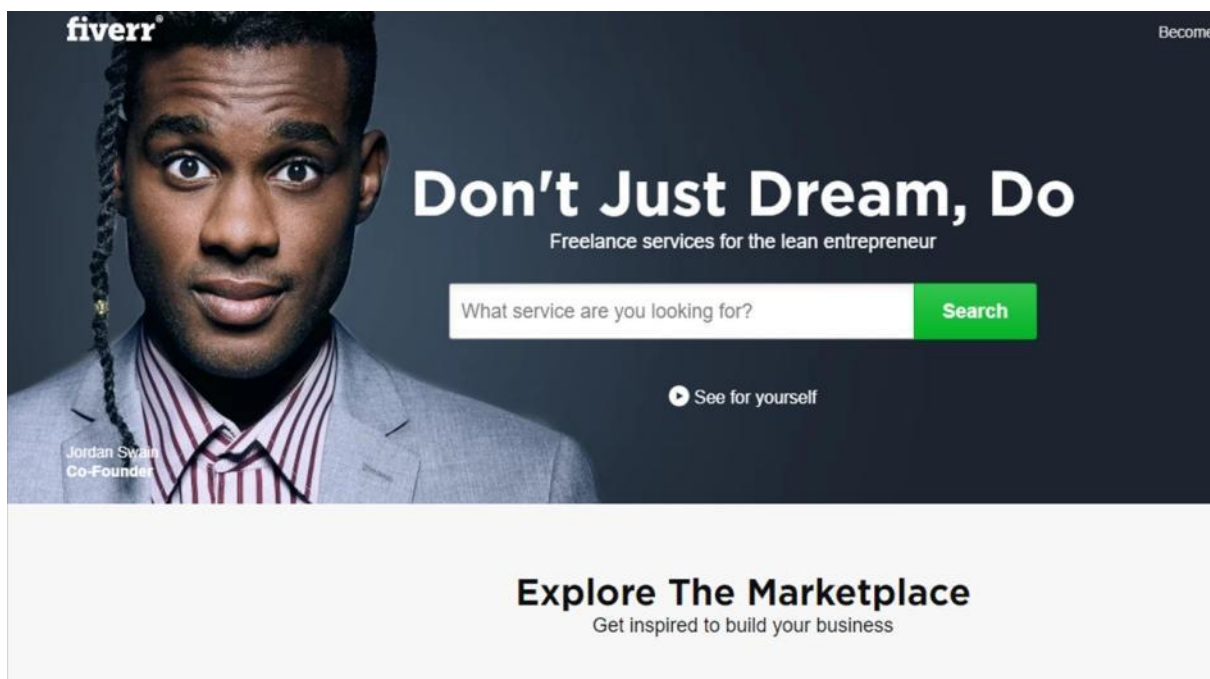 fiverr®
Become
Don't Just Dream, Do
Freelance services for the lean entrepreneur
What service are you looking for?
Search
See for yourself
Jordan Swain
Co-Founder
Explore The Marketplace
Get inspired to build your business